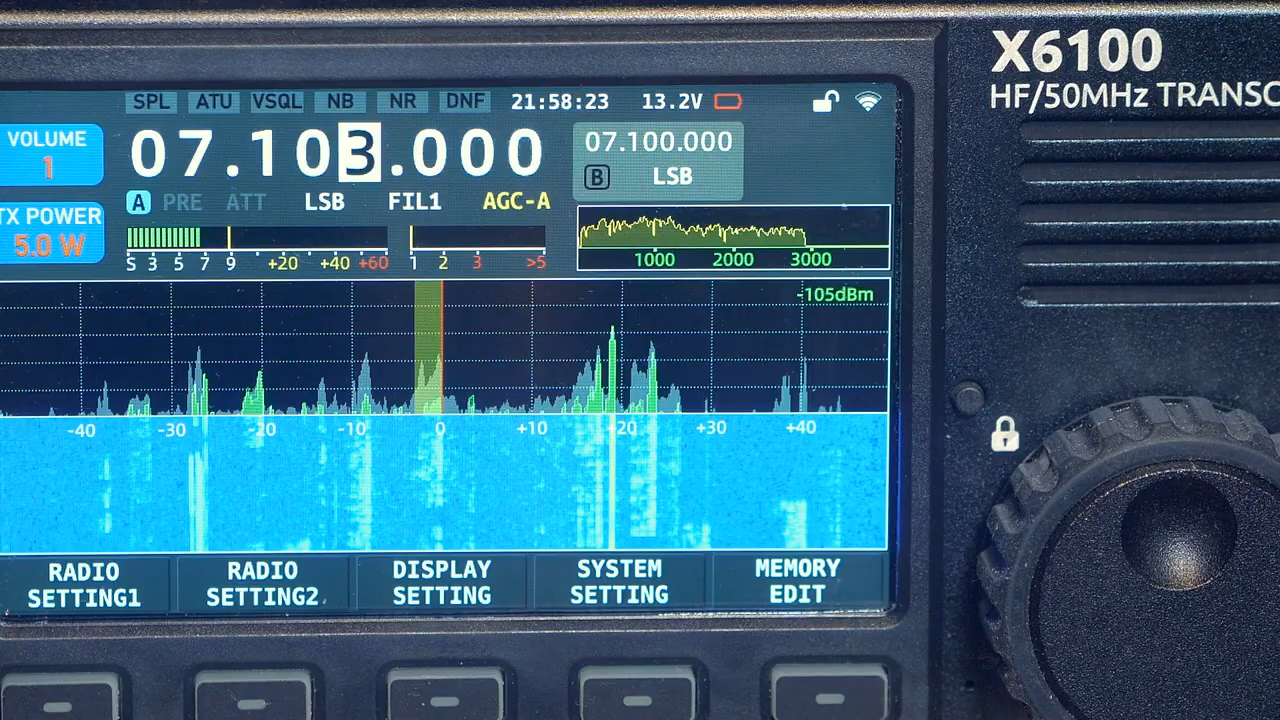 X6100
HF/50MHz TRANSC
SPL ATU VSQL NB NR DNF 21:58:23 13.2V
VOLUME
1
07.103.000
07.100.000
B LSB
A PRE ATT LSB FIL1 AGC-A
TX POWER
5.0 W
S 3 5 7 9 +20 +40 +60 1 2 3 >5
1000 2000 3000
-105dBm
-40 -30 -20 -10 0 +10 +20 +30 +40
RADIO SETTING1
RADIO SETTING2
DISPLAY SETTING
SYSTEM SETTING
MEMORY EDIT